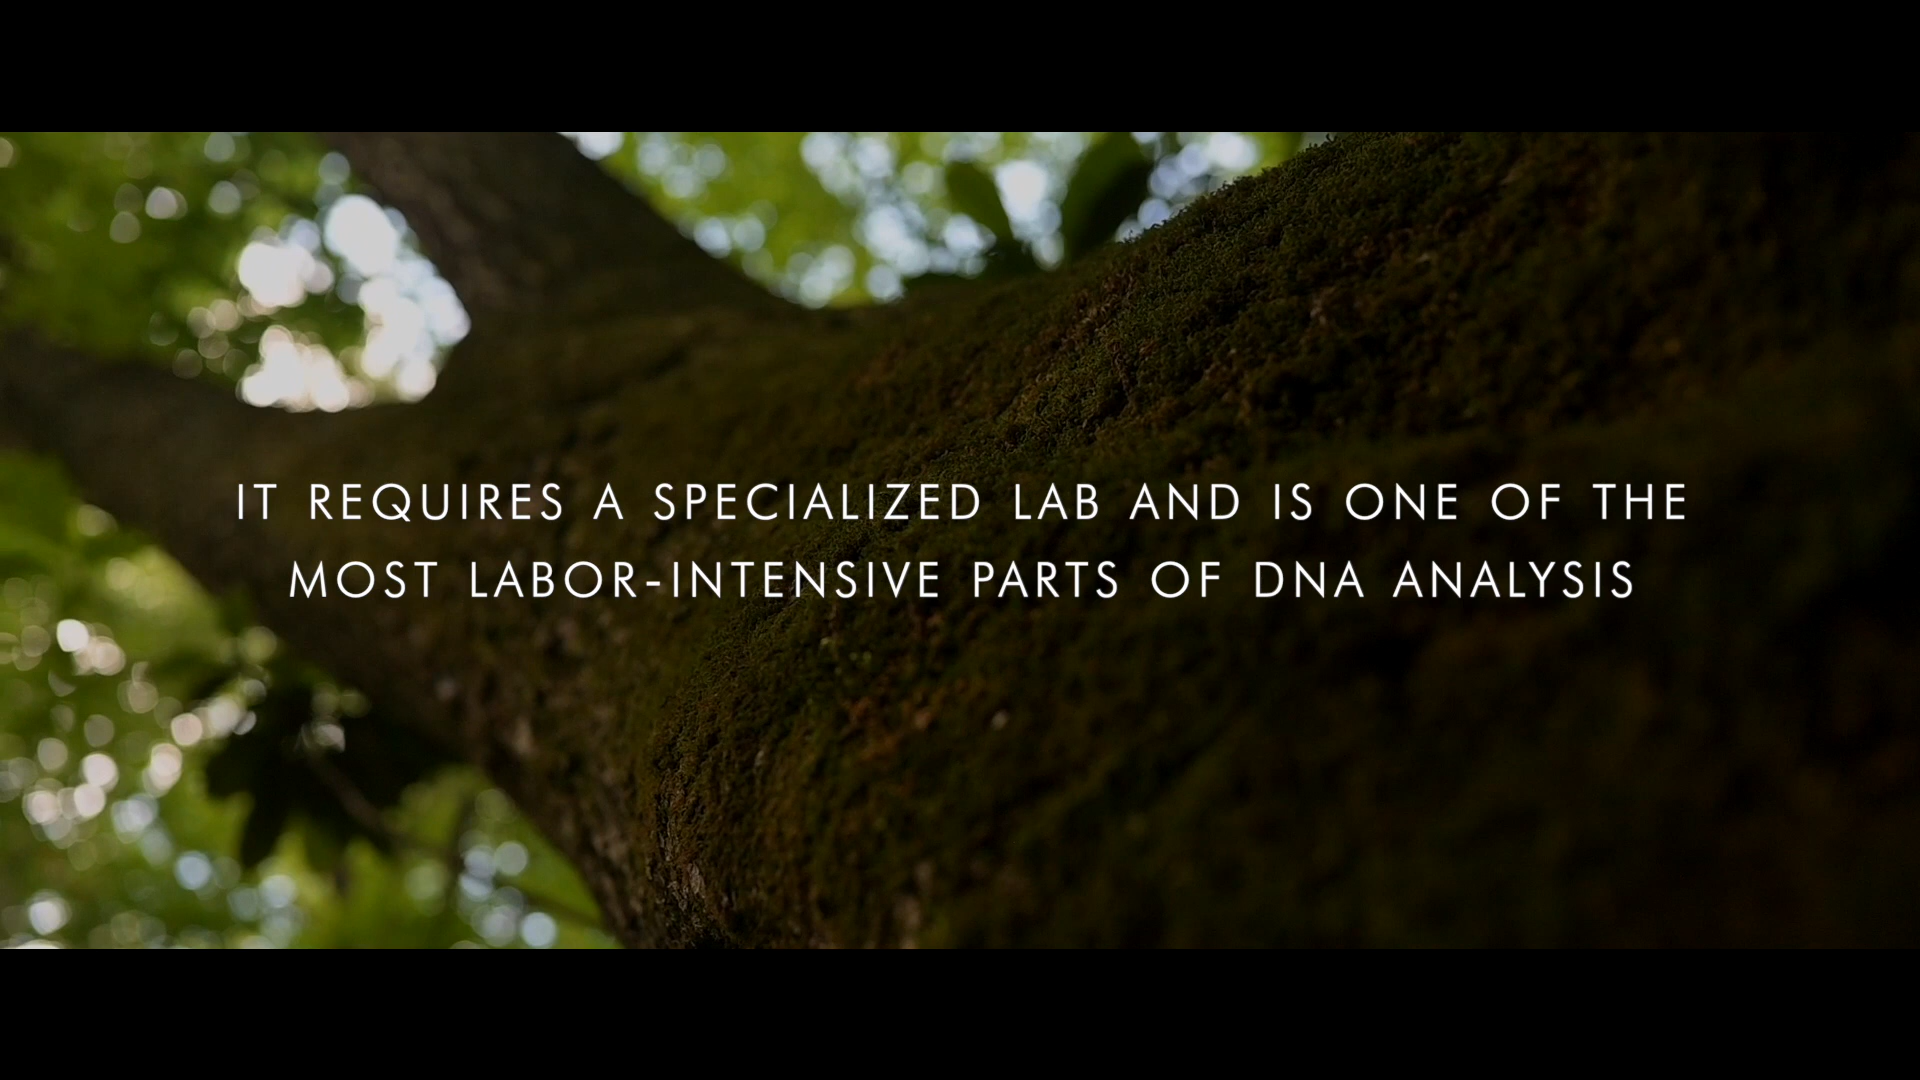 IT REQUIRES A SPECIALIZED LAB AND IS ONE OF THE
MOST LABOR-INTENSIVE PARTS OF DNA ANALYSIS